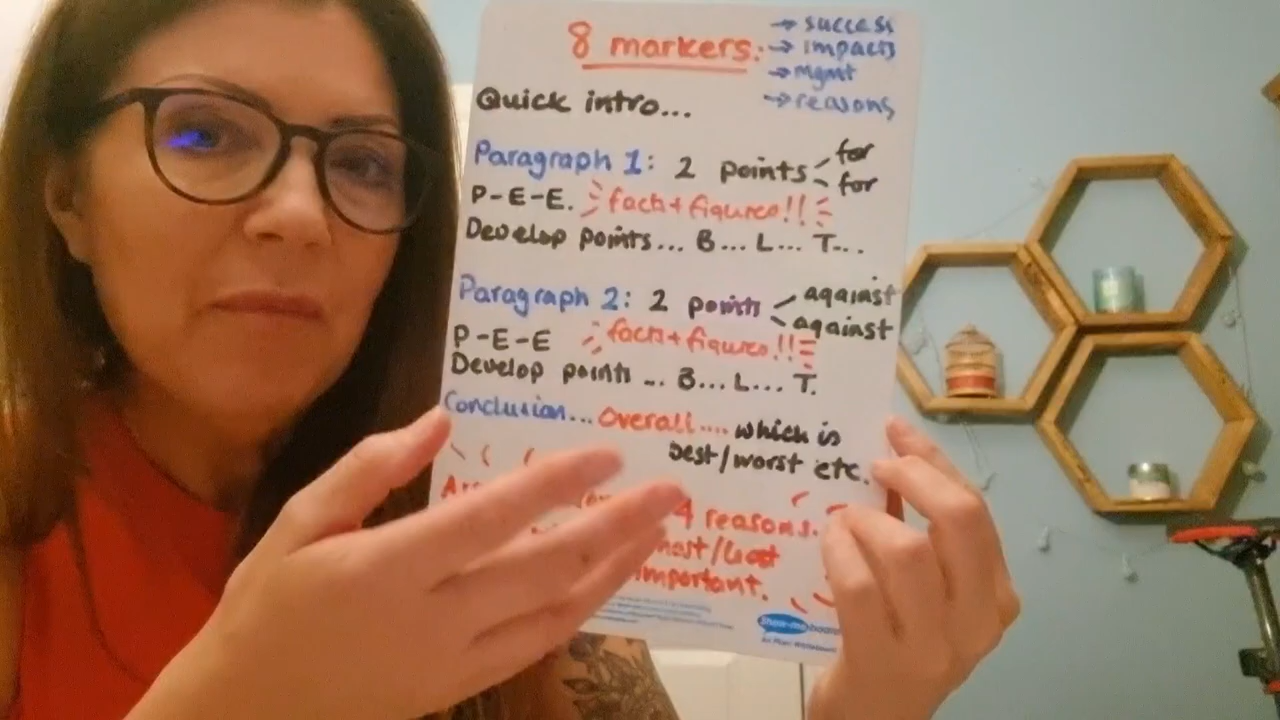 8 markers:
→ success
→ impacts
→ mgmt
→ reasons
Quick intro...
Paragraph 1: 2 points for
for
P-E-E. facts + figures!!
Develop points... B... L... T...
Paragraph 2: 2 points against
against
P-E-E facts + figures!!
Develop points ... B... L... T.
Conclusion... Overall.... which is
best/worst etc.
4 reasons.
most/least
important.
Show-me